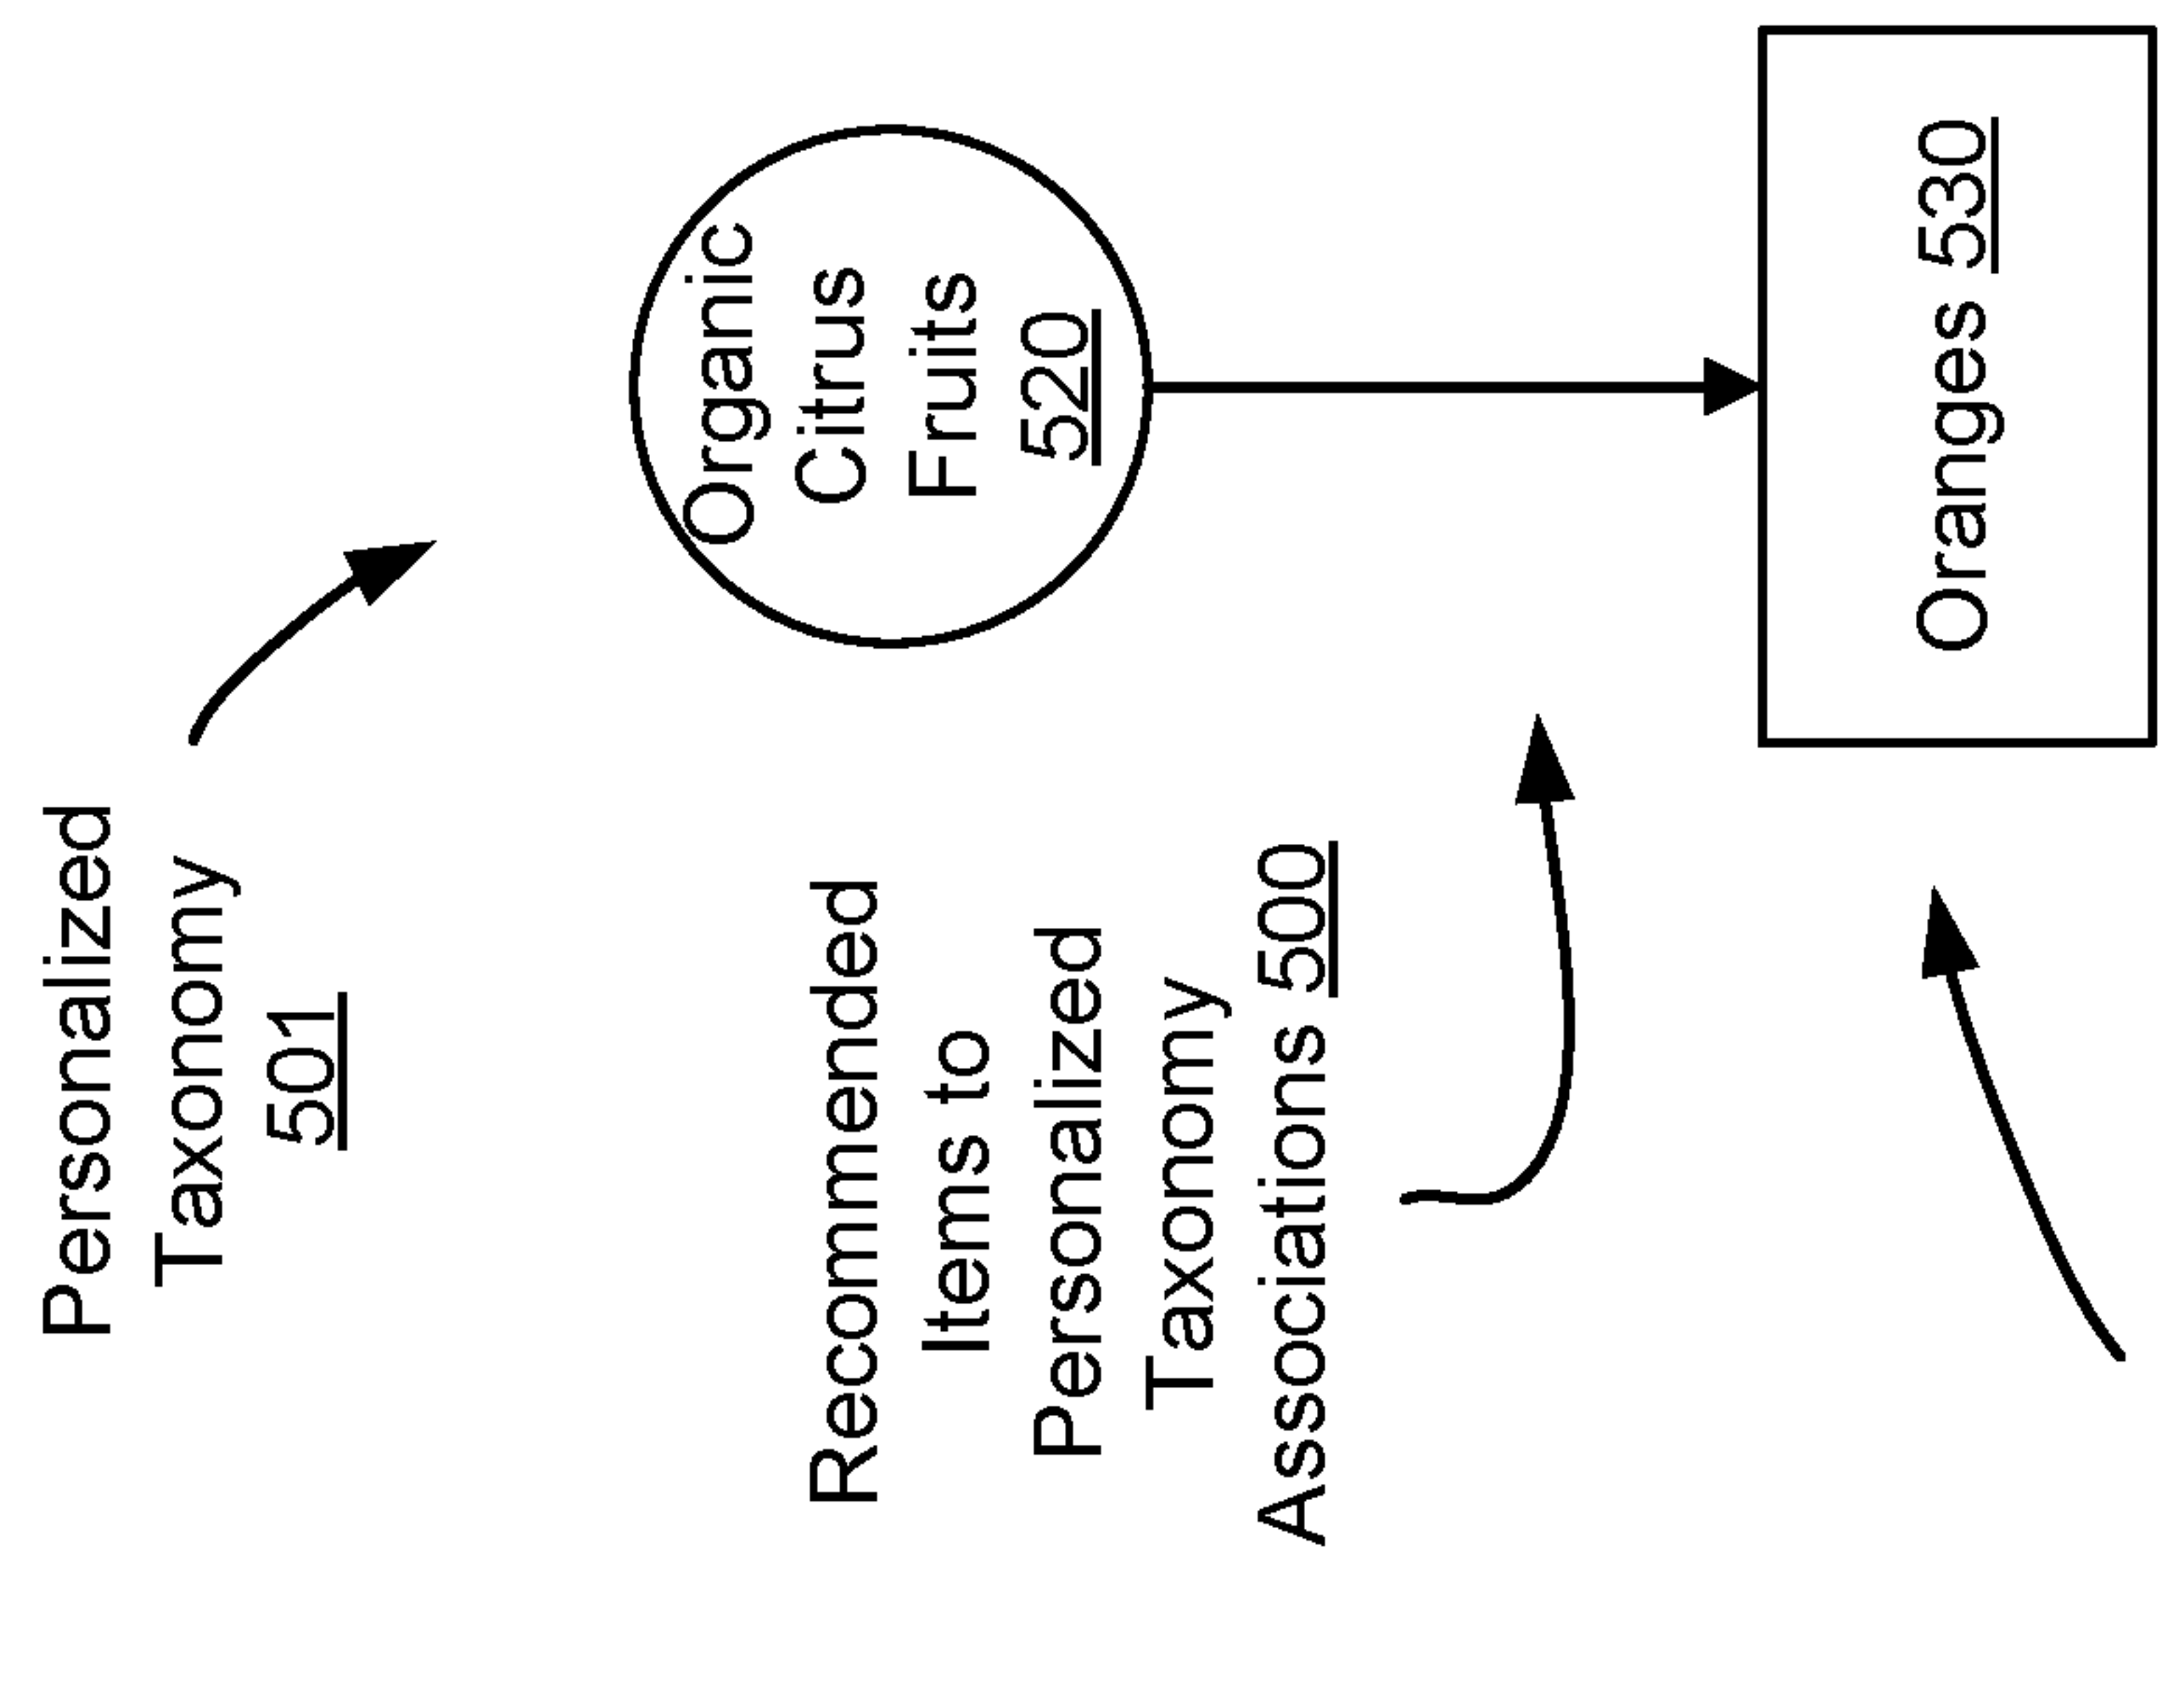 Personalized
Taxonomy
501
Organic
Citrus
Fruits
520
Recommended
Items to
Personalized
Taxonomy
Associations 500
Oranges 530